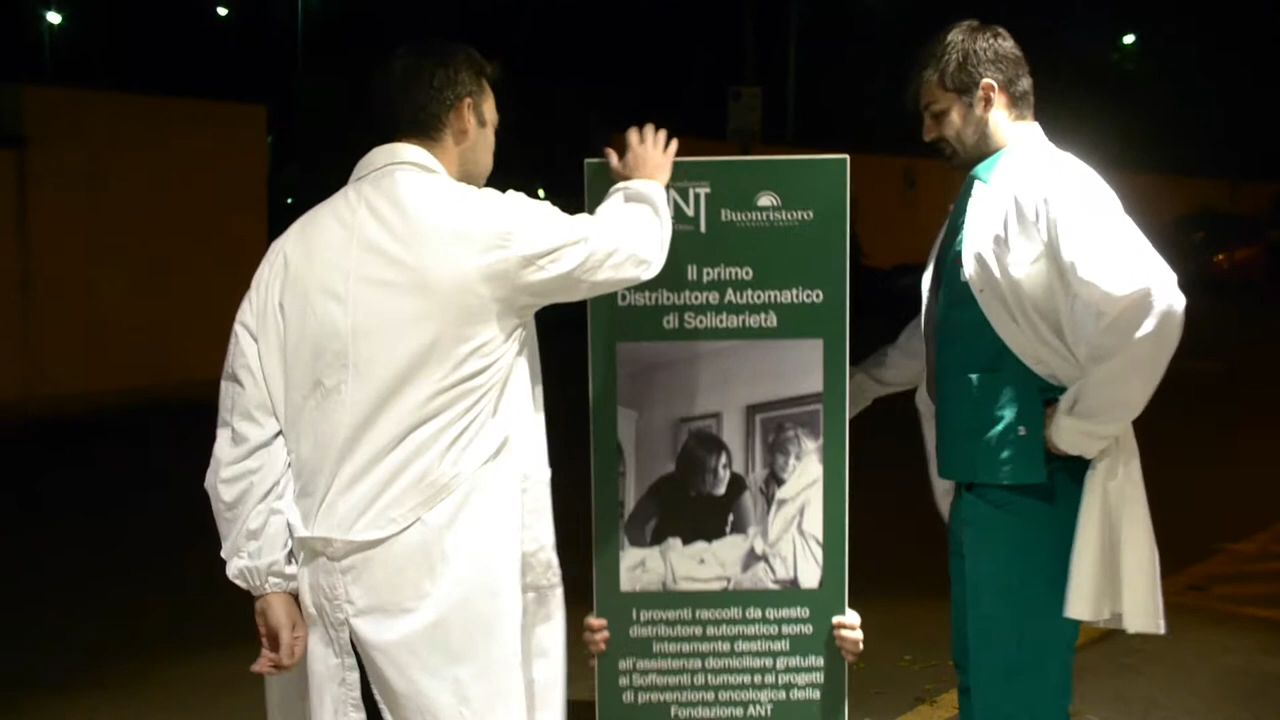 NT
Buonristoro
Il primo
Distributore Automatico
di Solidarietà
I proventi raccolti da questo
distributore automatico sono
interamente destinati
all'assistenza domiciliare gratuita
ai Sofferenti di tumore e ai progetti
di prevenzione oncologica della
Fondazione ANT